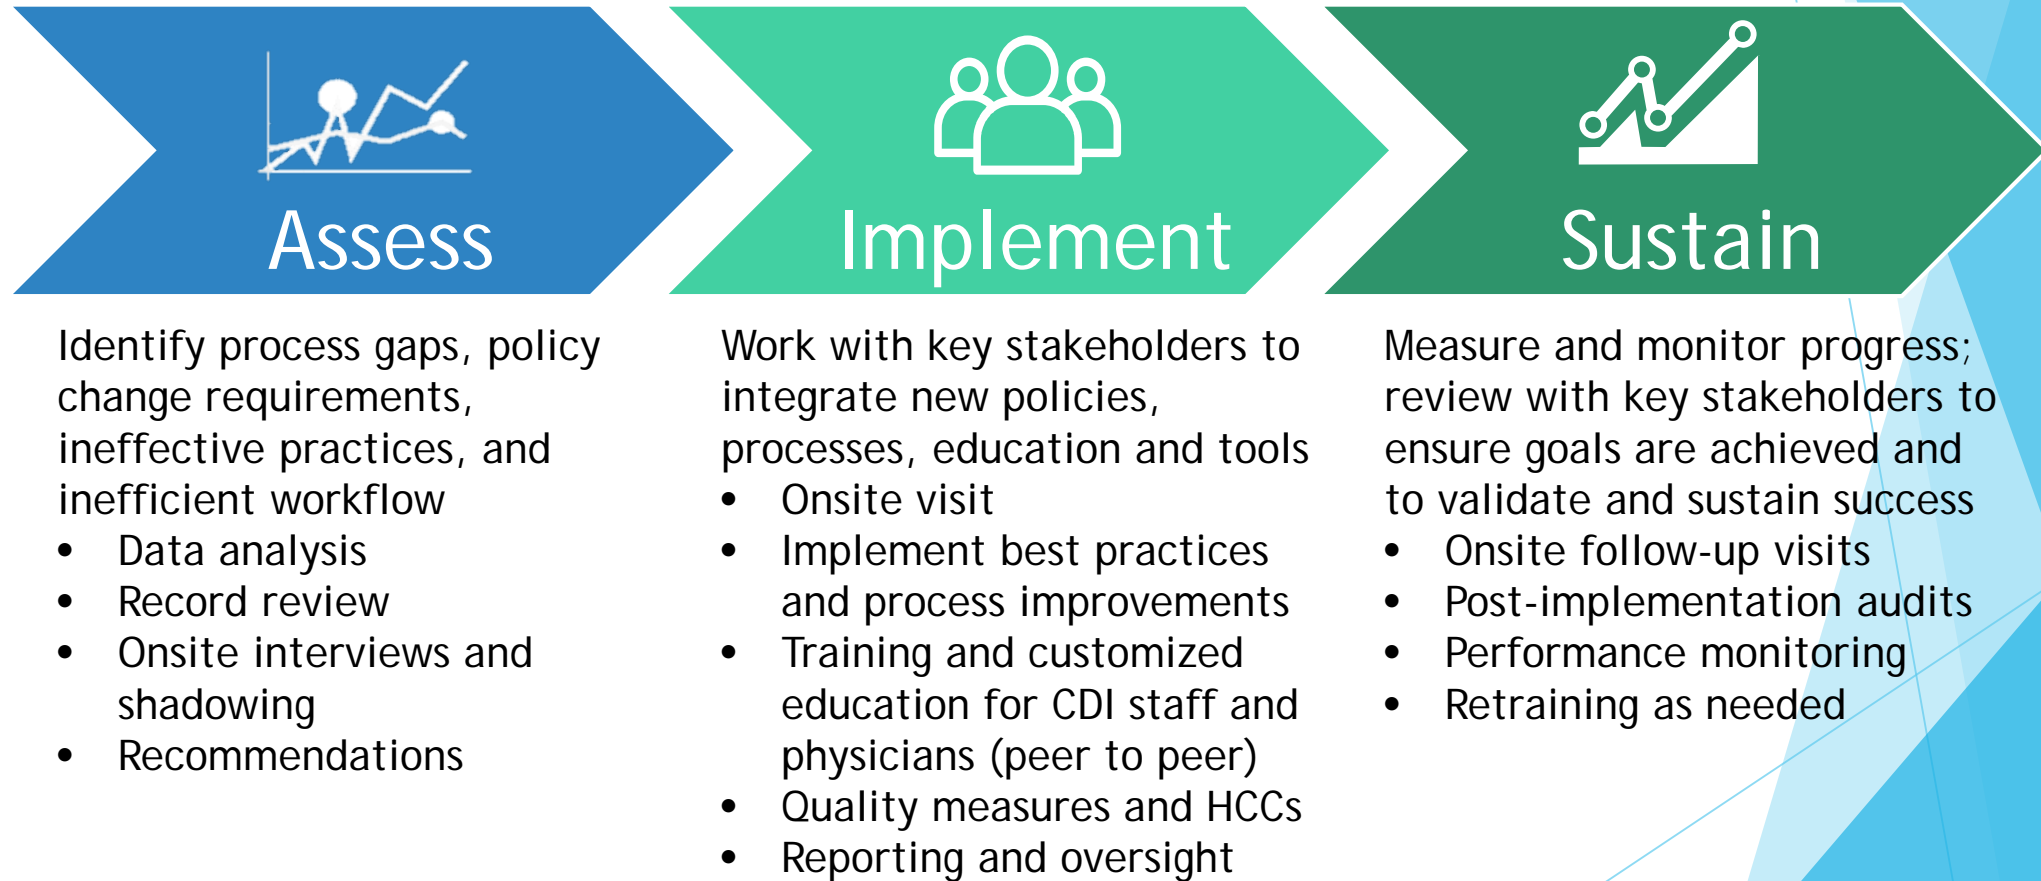 Assess
Identify process gaps, policy
change requirements,
ineffective practices, and
inefficient workflow
• Data analysis
• Record review
• Onsite interviews and
shadowing
• Recommendations
Implement
Work with key stakeholders to
integrate new policies,
processes, education and tools
• Onsite visit
• Implement best practices
and process improvements
• Training and customized
education for CDI staff and
physicians (peer to peer)
• Quality measures and HCCs
• Reporting and oversight
Sustain
Measure and monitor progress;
review with key stakeholders to
ensure goals are achieved and
to validate and sustain success
• Onsite follow-up visits
• Post-implementation audits
• Performance monitoring
• Retraining as needed